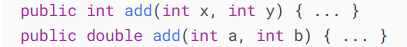 public int add(int x, int y) { ... }
public double add(int a, int b) { ... }